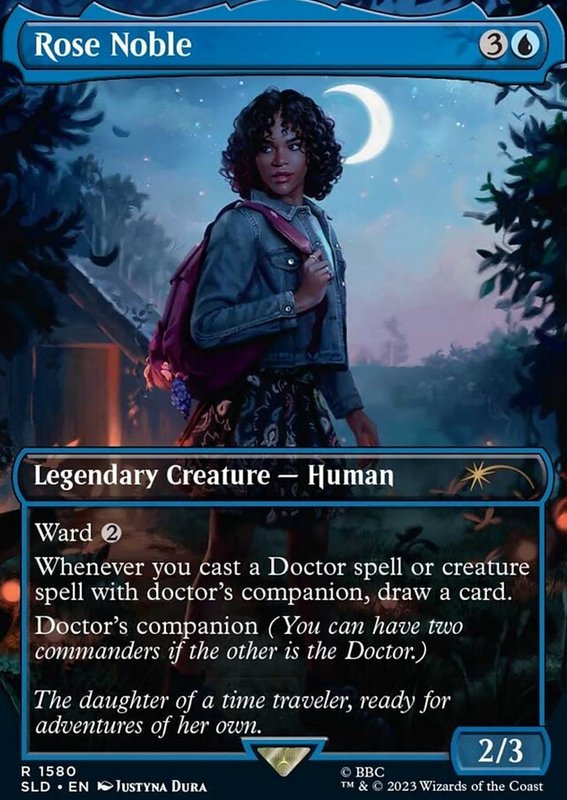 Rose Noble 3
Legendary Creature — Human
Ward 2
Whenever you cast a Doctor spell or creature
spell with doctor's companion, draw a card.
Doctor's companion (You can have two
commanders if the other is the Doctor.)
The daughter of a time traveler, ready for
adventures of her own.
2/3
R 1580
SLD • EN Justyna Dura
© BBC
™ & © 2023 Wizards of the Coast